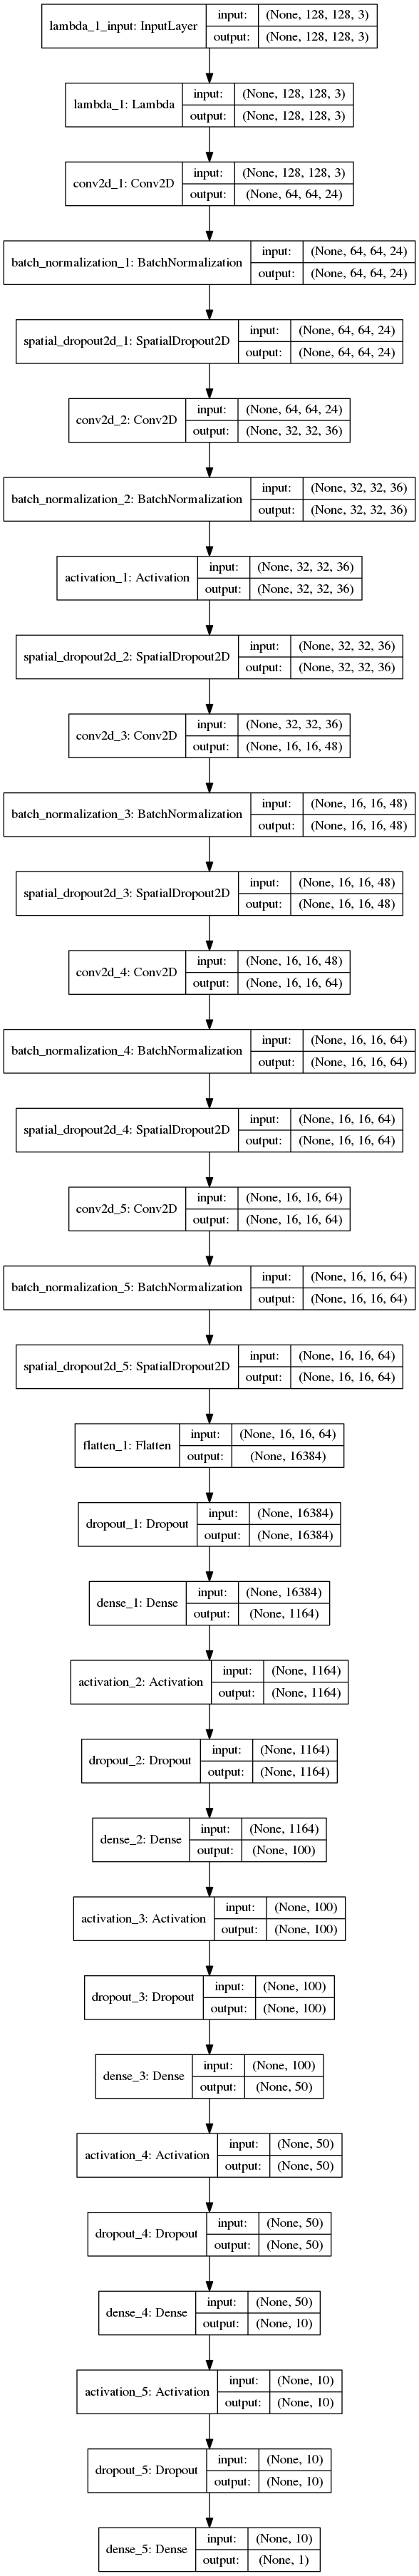 lambda_1_input: InputLayer
input: (None, 128, 128, 3)
output: (None, 128, 128, 3)
lambda_1: Lambda
input: (None, 128, 128, 3)
output: (None, 128, 128, 3)
conv2d_1: Conv2D
input: (None, 128, 128, 3)
output: (None, 64, 64, 24)
batch_normalization_1: BatchNormalization
input: (None, 64, 64, 24)
output: (None, 64, 64, 24)
spatial_dropout2d_1: SpatialDropout2D
input: (None, 64, 64, 24)
output: (None, 64, 64, 24)
conv2d_2: Conv2D
input: (None, 64, 64, 24)
output: (None, 32, 32, 36)
batch_normalization_2: BatchNormalization
input: (None, 32, 32, 36)
output: (None, 32, 32, 36)
activation_1: Activation
input: (None, 32, 32, 36)
output: (None, 32, 32, 36)
spatial_dropout2d_2: SpatialDropout2D
input: (None, 32, 32, 36)
output: (None, 32, 32, 36)
conv2d_3: Conv2D
input: (None, 32, 32, 36)
output: (None, 16, 16, 48)
batch_normalization_3: BatchNormalization
input: (None, 16, 16, 48)
output: (None, 16, 16, 48)
spatial_dropout2d_3: SpatialDropout2D
input: (None, 16, 16, 48)
output: (None, 16, 16, 48)
conv2d_4: Conv2D
input: (None, 16, 16, 48)
output: (None, 16, 16, 64)
batch_normalization_4: BatchNormalization
input: (None, 16, 16, 64)
output: (None, 16, 16, 64)
spatial_dropout2d_4: SpatialDropout2D
input: (None, 16, 16, 64)
output: (None, 16, 16, 64)
conv2d_5: Conv2D
input: (None, 16, 16, 64)
output: (None, 16, 16, 64)
batch_normalization_5: BatchNormalization
input: (None, 16, 16, 64)
output: (None, 16, 16, 64)
spatial_dropout2d_5: SpatialDropout2D
input: (None, 16, 16, 64)
output: (None, 16, 16, 64)
flatten_1: Flatten
input: (None, 16, 16, 64)
output: (None, 16384)
dropout_1: Dropout
input: (None, 16384)
output: (None, 16384)
dense_1: Dense
input: (None, 16384)
output: (None, 1164)
activation_2: Activation
input: (None, 1164)
output: (None, 1164)
dropout_2: Dropout
input: (None, 1164)
output: (None, 1164)
dense_2: Dense
input: (None, 1164)
output: (None, 100)
activation_3: Activation
input: (None, 100)
output: (None, 100)
dropout_3: Dropout
input: (None, 100)
output: (None, 100)
dense_3: Dense
input: (None, 100)
output: (None, 50)
activation_4: Activation
input: (None, 50)
output: (None, 50)
dropout_4: Dropout
input: (None, 50)
output: (None, 50)
dense_4: Dense
input: (None, 50)
output: (None, 10)
activation_5: Activation
input: (None, 10)
output: (None, 10)
dropout_5: Dropout
input: (None, 10)
output: (None, 10)
dense_5: Dense
input: (None, 10)
output: (None, 1)